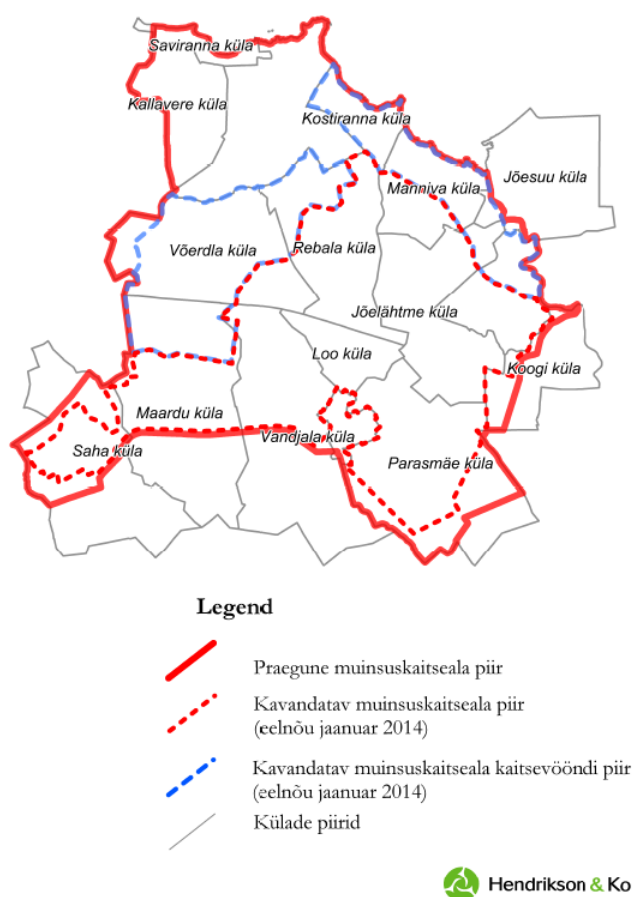 Saviranna küla
Kallavere küla
Kostiranna küla
Manniva küla
Jõesuu küla
Võerdla küla
Rebala küla
Jõelähtme küla
Loo küla
Koogi küla
Maardu küla
Vandjala küla
Saha küla
Parasmäe küla
Legend
Praegune muinsuskaitseala piir
Kavandatav muinsuskaitseala piir
(eelnõu jaanuar 2014)
Kavandatav muinsuskaitseala kaitsevööndi piir
(eelnõu jaanuar 2014)
Külade piirid
Hendrikson & Ko